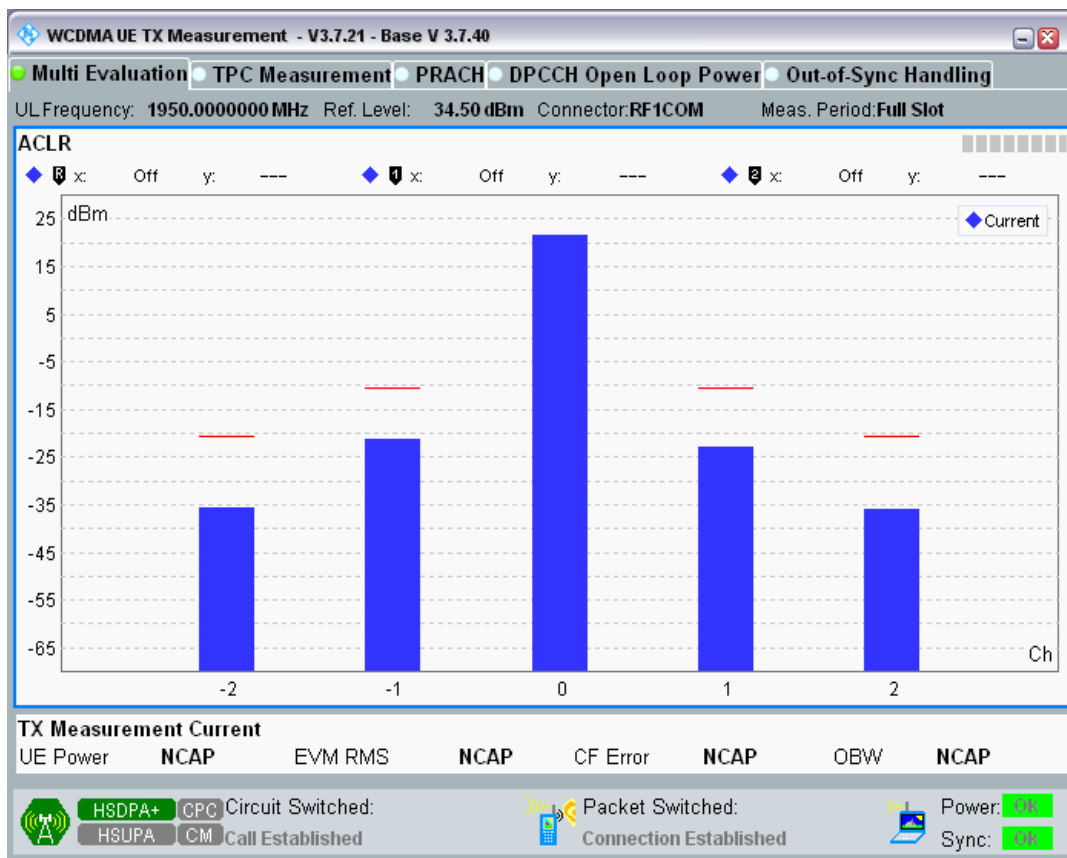 WCDMA UE TX Measurement - V3.7.21 - Base V 3.7.40
Multi Evaluation TPC Measurement PRACH DPCCH Open Loop Power Out-of-Sync Handling
UL Frequency: 1950.0000000 MHz Ref. Level: 34.50 dBm Connector:RF1COM Meas. Period:Full Slot
ACLR
R x: Off y: --- 1 x: Off y: --- 2 x: Off y: ---
dBm
Current
25
15
5
-5
-15
-25
-35
-45
-55
-65
Ch
-2 -1 0 1 2
TX Measurement Current
UE Power NCAP EVM RMS NCAP CF Error NCAP OBW NCAP
HSDPA+ CPC Circuit Switched: Packet Switched: Power: Ok
HSUPA CM Call Established Connection Established Sync: Ok